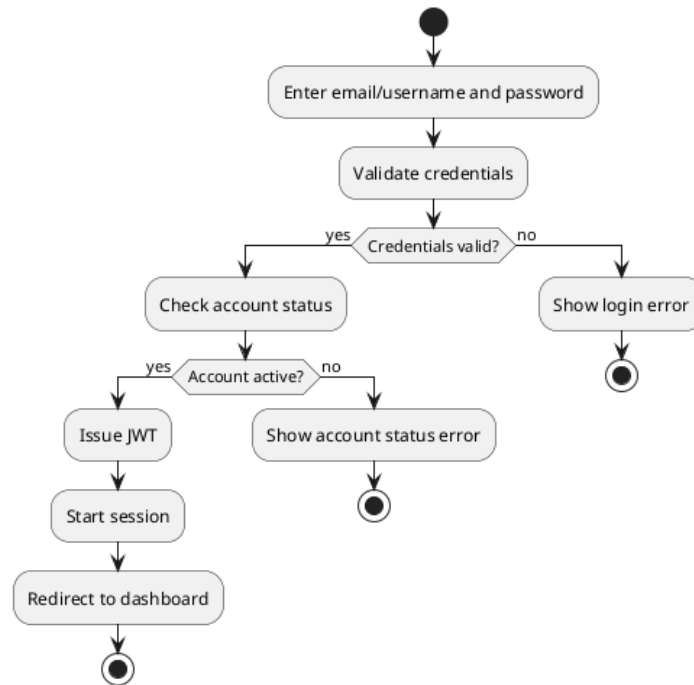 Enter email/username and password
Validate credentials
yes
Credentials valid?
no
Check account status
Show login error
yes
Account active?
no
Issue JWT
Show account status error
Start session
Redirect to dashboard